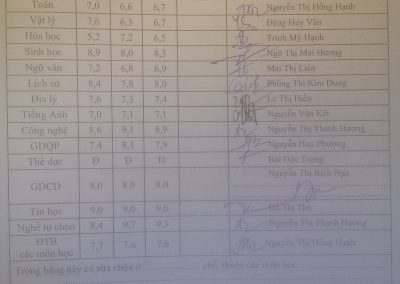 Toán 7,0 6,6 6,7 Nguyễn Thị Hồng Hạnh
Vật lý 7,6 6,3 6,7 Đặng Huy Văn
Hóa học 5,2 7,2 6,5 Trịnh Mỹ Hạnh
Sinh học 8,9 8,0 8,3 Ngô Thị Mai Hương
Ngữ văn 7,2 6,8 6,9 Mai Thị Liên
Lịch sử 8,4 7,8 8,0 Phùng Thị Kim Dung
Địa lý 7,6 7,3 7,4 Lê Thị Hiền
Tiếng Anh 7,0 7,3 7,1 Nguyễn Văn Kết
Công nghệ 8,6 9,1 8,9 Nguyễn Thị Thanh Hương
GDQP 7,4 8,1 7,9 Nguyễn Huy Phương
Thể dục Đ Đ Đ Bùi Đức Trung
GDCD 8,0 8,0 8,0 Nguyễn Thị Bích Nga
Tin học 9,0 9,0 9,0 Đỗ Thị Thu
Nghề tự chọn 8,4 9,7 9,3 Nguyễn Thị Thanh Hương
ĐTB
các môn học 7,7 7,6 7,6 Nguyễn Thị Hồng Hạnh
Trong bảng này có sửa chữa ở chỗ, thuộc các môn học: